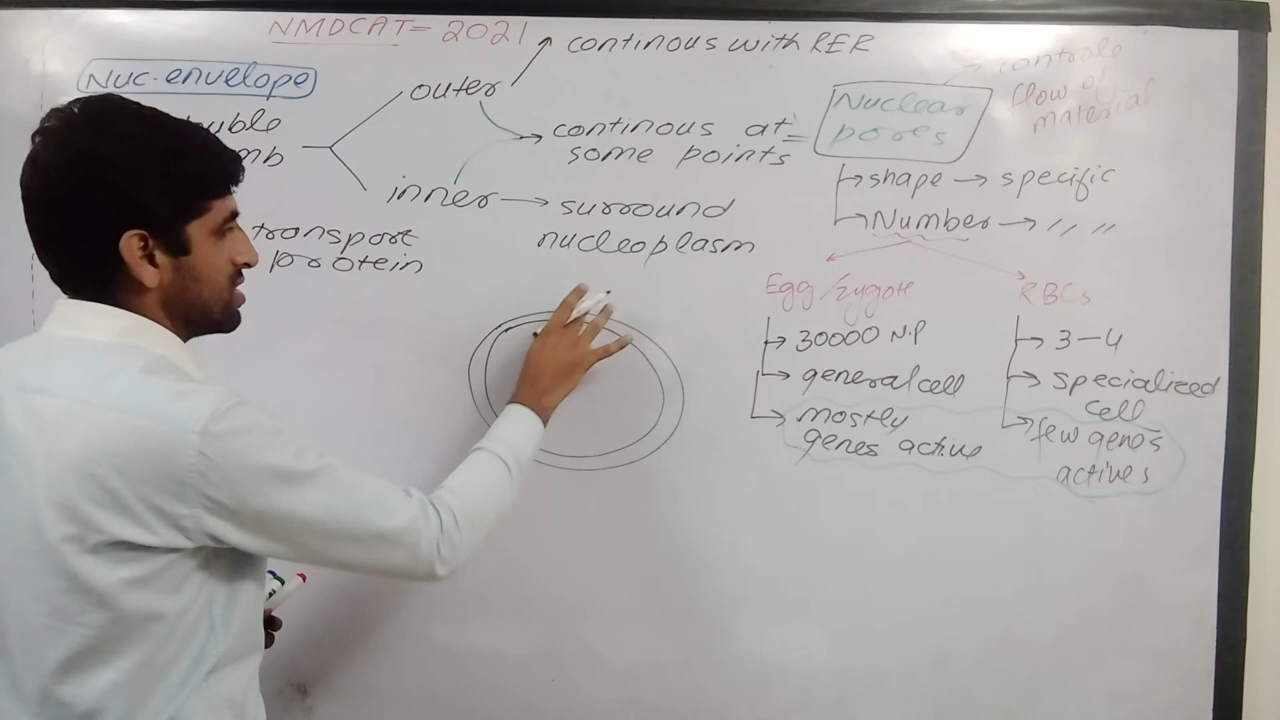 NMDCAT = 2021
Nuc. envelope
outer
continous with RER
continous at
some points
inner → surround
nucleoplasm
transport
protein
Nuclear
pores
controls
flow of
material
shape → specific
Number → ,, ,,
Egg/Zygote
30000 N.P
general cell
mostly
genes active
RBCs
3-4
specialized
cell
few genes
actives